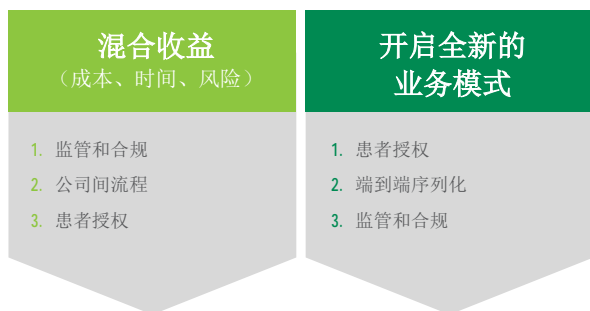 混合收益
（成本、时间、风险）
1. 监管和合规
2. 公司间流程
3. 患者授权
开启全新的
业务模式
1. 患者授权
2. 端到端序列化
3. 监管和合规